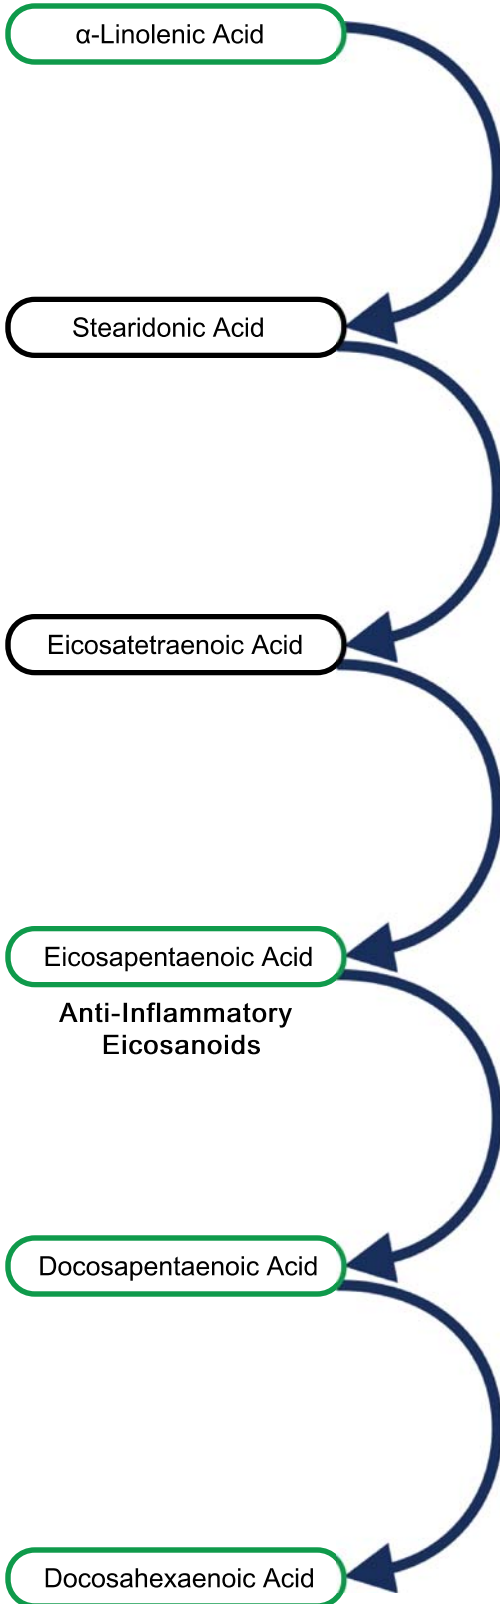 α-Linolenic Acid
Stearidonic Acid
Eicosatetraenoic Acid
Eicosapentaenoic Acid
Anti-Inflammatory
Eicosanoids
Docosapentaenoic Acid
Docosahexaenoic Acid